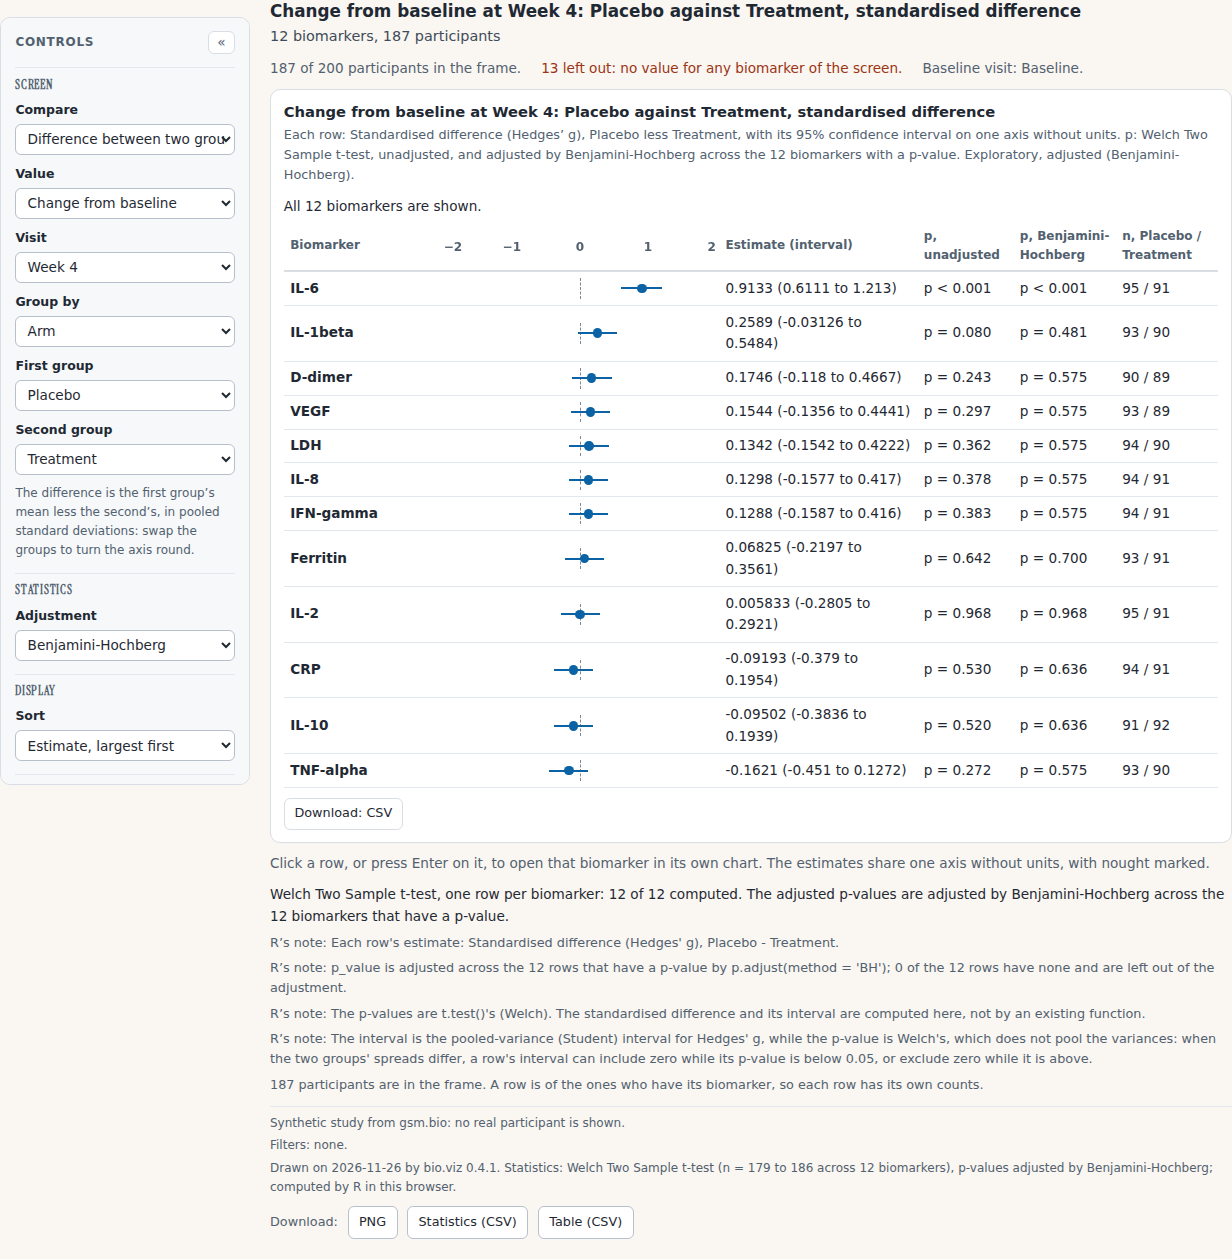 CONTROLS
«
SCREEN
Compare
Difference between two grou
Value
Change from baseline
Visit
Week 4
Group by
Arm
First group
Placebo
Second group
Treatment
The difference is the first group’s
mean less the second’s, in pooled
standard deviations: swap the
groups to turn the axis round.
STATISTICS
Adjustment
Benjamini-Hochberg
DISPLAY
Sort
Estimate, largest first
Change from baseline at Week 4: Placebo against Treatment, standardised difference
12 biomarkers, 187 participants
187 of 200 participants in the frame. 13 left out: no value for any biomarker of the screen. Baseline visit: Baseline.
Change from baseline at Week 4: Placebo against Treatment, standardised difference
Each row: Standardised difference (Hedges’ g), Placebo less Treatment, with its 95% confidence interval on one axis without units. p: Welch Two
Sample t-test, unadjusted, and adjusted by Benjamini-Hochberg across the 12 biomarkers with a p-value. Exploratory, adjusted (Benjamini-
Hochberg).
All 12 biomarkers are shown.
Biomarker −2 −1 0 1 2 Estimate (interval) p, unadjusted p, Benjamini-Hochberg n, Placebo / Treatment
IL-6 0.9133 (0.6111 to 1.213) p < 0.001 p < 0.001 95 / 91
IL-1beta 0.2589 (-0.03126 to 0.5484) p = 0.080 p = 0.481 93 / 90
D-dimer 0.1746 (-0.118 to 0.4667) p = 0.243 p = 0.575 90 / 89
VEGF 0.1544 (-0.1356 to 0.4441) p = 0.297 p = 0.575 93 / 89
LDH 0.1342 (-0.1542 to 0.4222) p = 0.362 p = 0.575 94 / 90
IL-8 0.1298 (-0.1577 to 0.417) p = 0.378 p = 0.575 94 / 91
IFN-gamma 0.1288 (-0.1587 to 0.416) p = 0.383 p = 0.575 94 / 91
Ferritin 0.06825 (-0.2197 to 0.3561) p = 0.642 p = 0.700 93 / 91
IL-2 0.005833 (-0.2805 to 0.2921) p = 0.968 p = 0.968 95 / 91
CRP -0.09193 (-0.379 to 0.1954) p = 0.530 p = 0.636 94 / 91
IL-10 -0.09502 (-0.3836 to 0.1939) p = 0.520 p = 0.636 91 / 92
TNF-alpha -0.1621 (-0.451 to 0.1272) p = 0.272 p = 0.575 93 / 90
Download: CSV
Click a row, or press Enter on it, to open that biomarker in its own chart. The estimates share one axis without units, with nought marked.
Welch Two Sample t-test, one row per biomarker: 12 of 12 computed. The adjusted p-values are adjusted by Benjamini-Hochberg across the
12 biomarkers that have a p-value.
R’s note: Each row's estimate: Standardised difference (Hedges' g), Placebo - Treatment.
R’s note: p_value is adjusted across the 12 rows that have a p-value by p.adjust(method = 'BH'); 0 of the 12 rows have none and are left out of the
adjustment.
R’s note: The p-values are t.test()'s (Welch). The standardised difference and its interval are computed here, not by an existing function.
R’s note: The interval is the pooled-variance (Student) interval for Hedges' g, while the p-value is Welch's, which does not pool the variances: when
the two groups' spreads differ, a row's interval can include zero while its p-value is below 0.05, or exclude zero while it is above.
187 participants are in the frame. A row is of the ones who have its biomarker, so each row has its own counts.
Synthetic study from gsm.bio: no real participant is shown.
Filters: none.
Drawn on 2026-11-26 by bio.viz 0.4.1. Statistics: Welch Two Sample t-test (n = 179 to 186 across 12 biomarkers), p-values adjusted by Benjamini-Hochberg;
computed by R in this browser.
Download: PNG Statistics (CSV) Table (CSV)